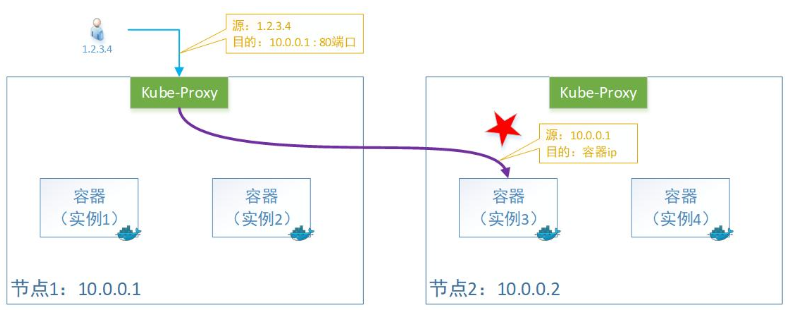 1.2.3.4
源：1.2.3.4
目的：10.0.0.1 : 80端口
Kube-Proxy
Kube-Proxy
源：10.0.0.1
目的：容器ip
容器
（实例1）
容器
（实例2）
容器
（实例3）
容器
（实例4）
节点1：10.0.0.1
节点2：10.0.0.2